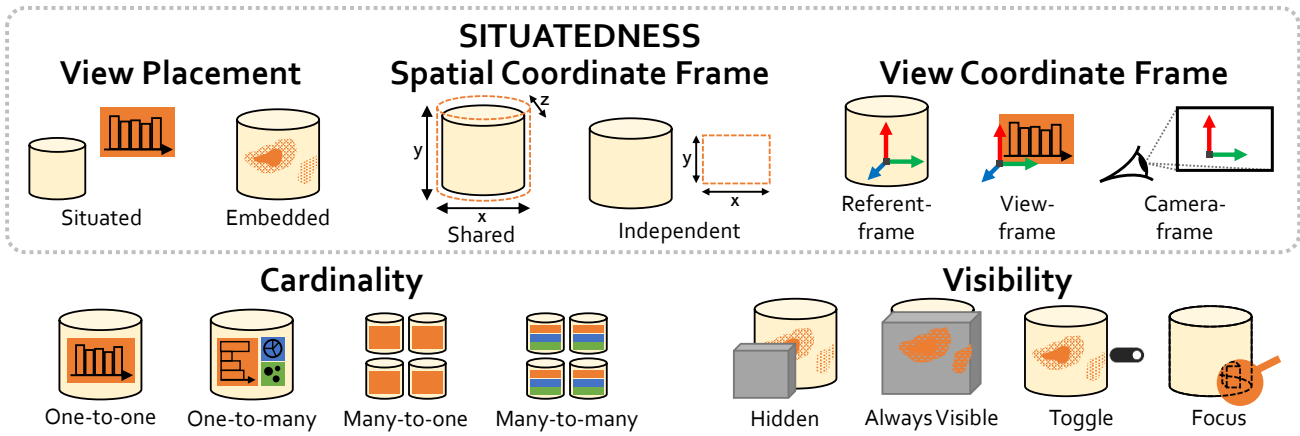 SITUATEDNESS
View Placement
Spatial Coordinate Frame
View Coordinate Frame
Situated
Embedded
y
z
x
Shared
y
x
Independent
Referent-
frame
View-
frame
Camera-
frame
Cardinality
Visibility
One-to-one
One-to-many
Many-to-one
Many-to-many
Hidden
Always Visible
Toggle
Focus